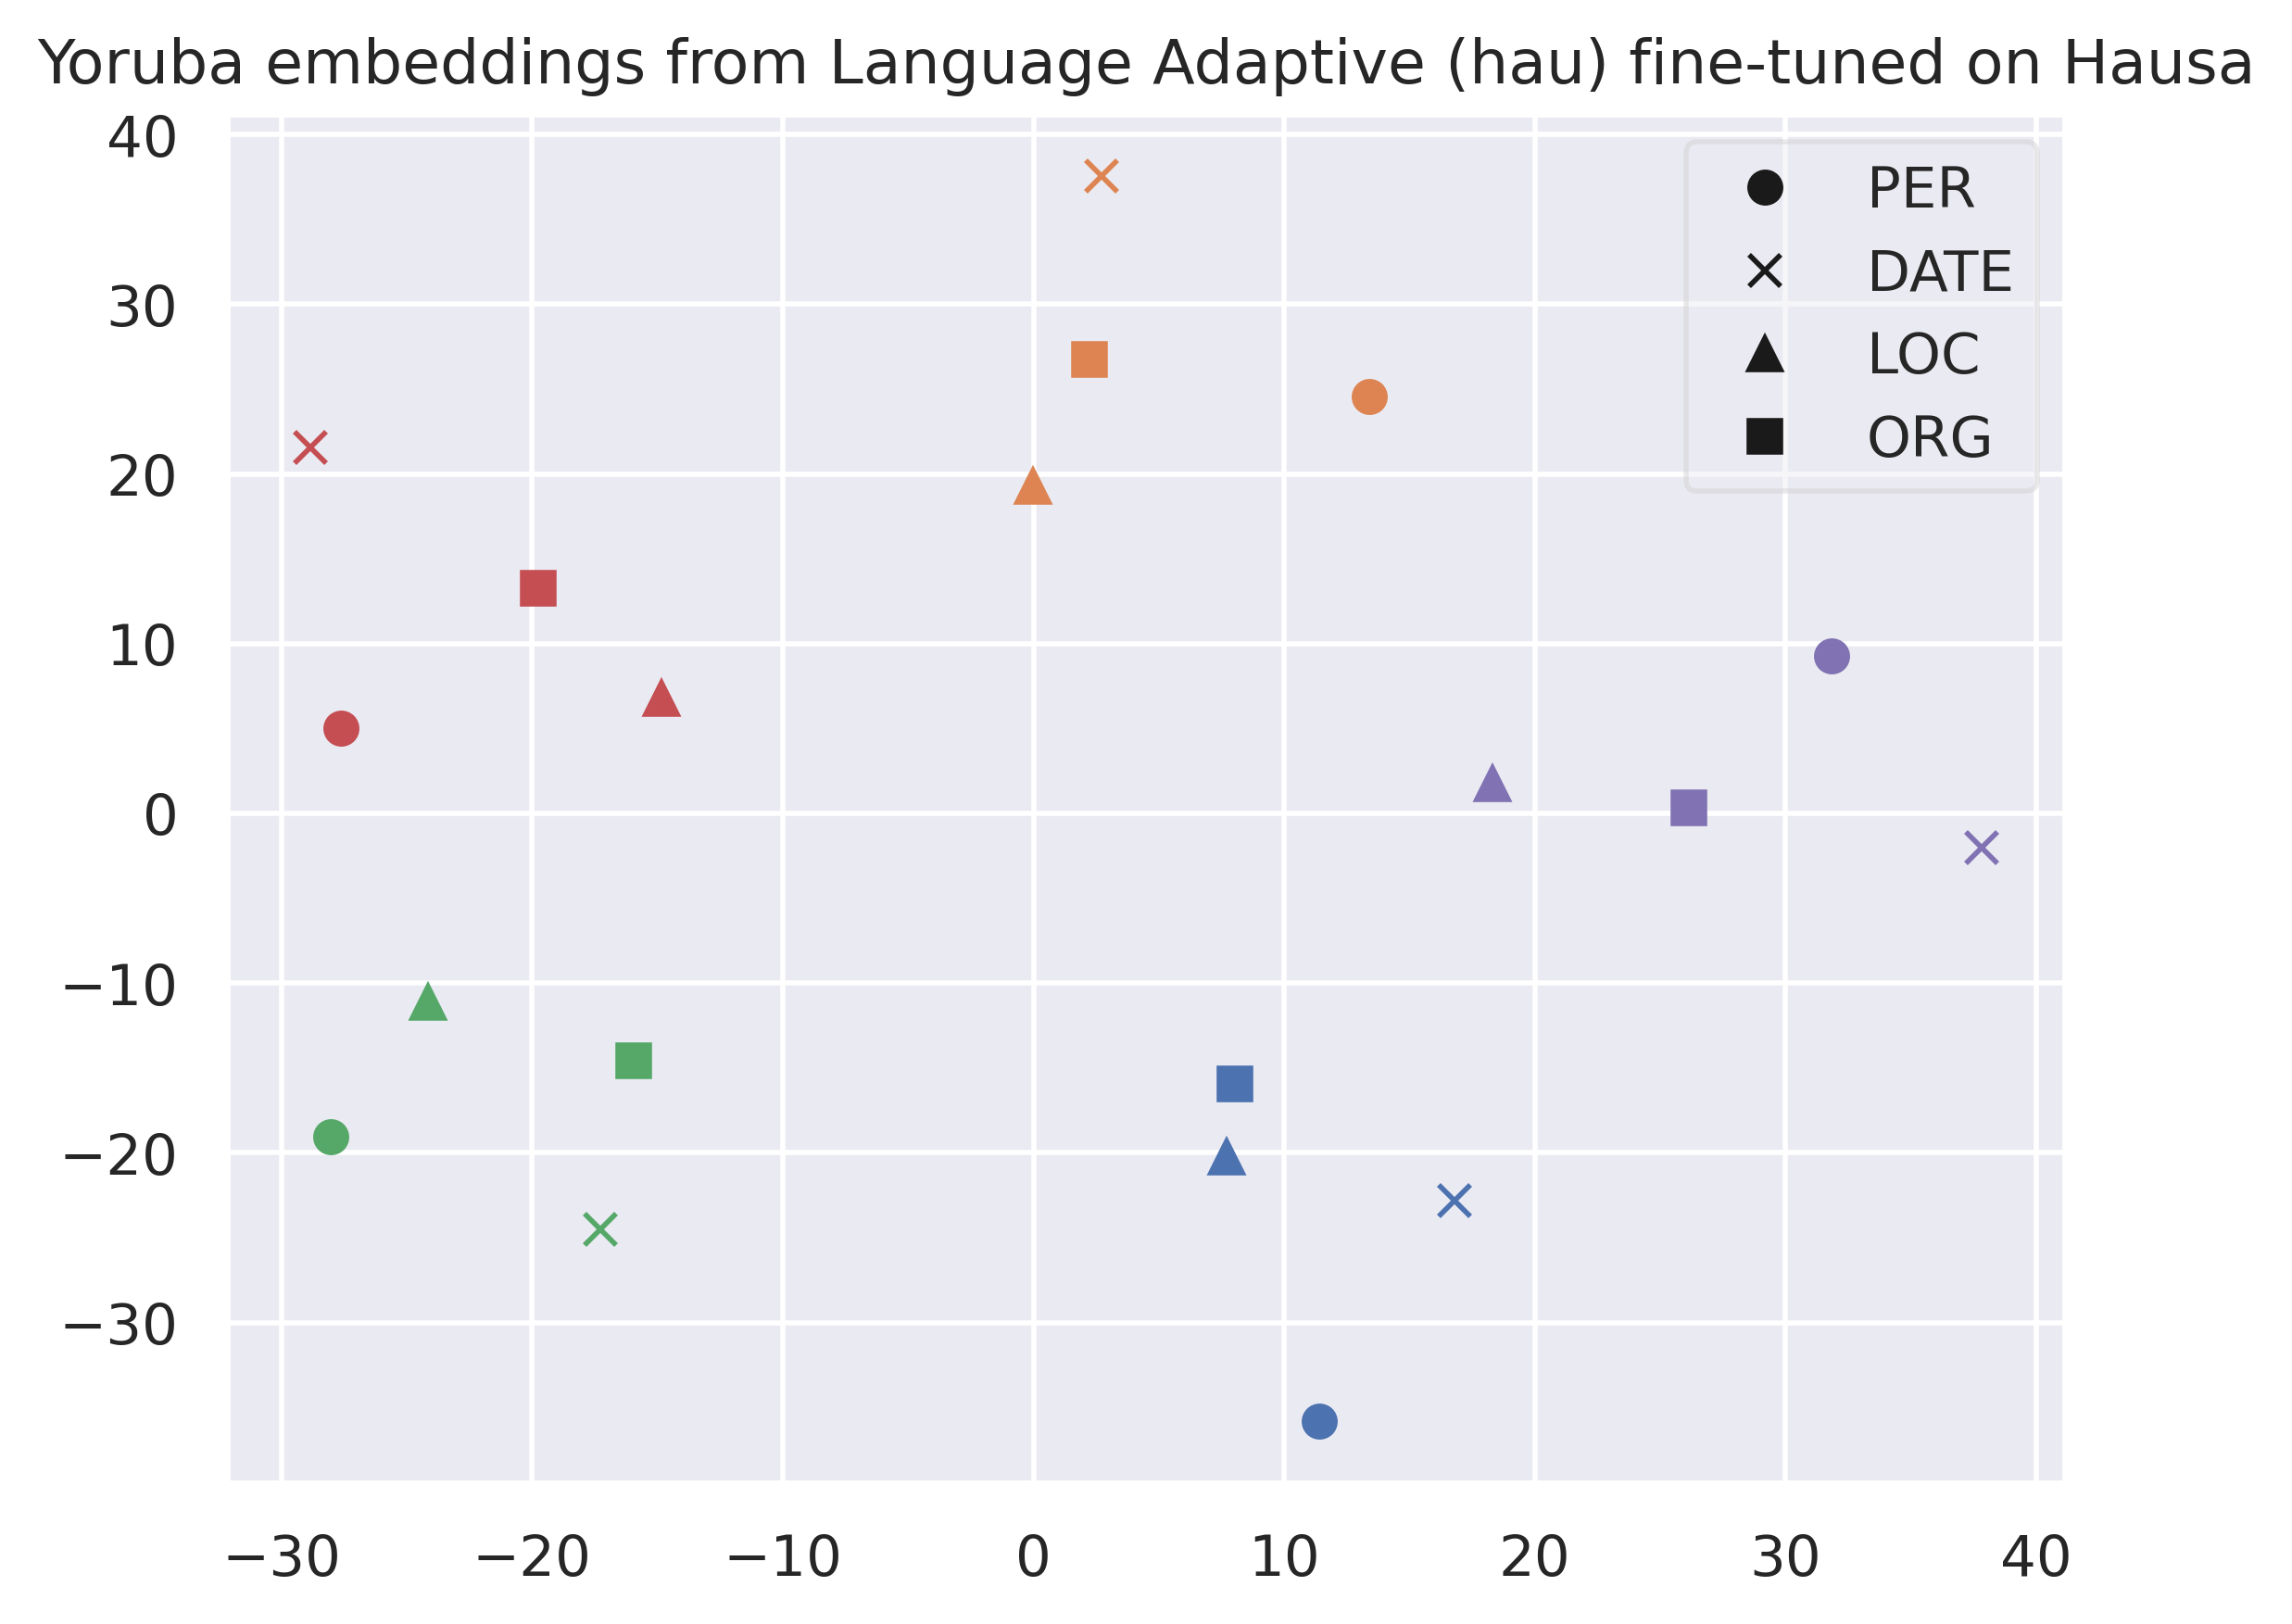 Yoruba embeddings from Language Adaptive (hau) fine-tuned on Hausa
40
30
20
10
0
−10
−20
−30
PER
DATE
LOC
ORG
−30 −20 −10 0 10 20 30 40